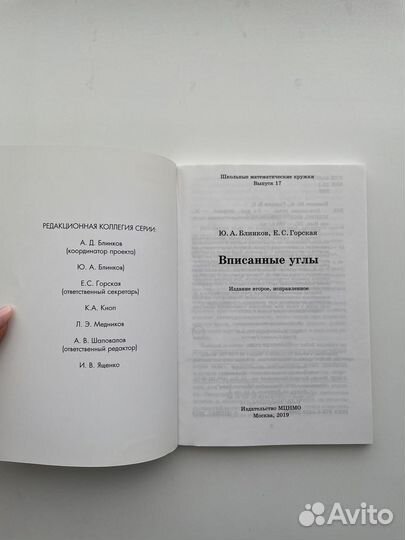 РЕДАКЦИОННАЯ КОЛЛЕГИЯ СЕРИИ:
А. Д. Блинков
(координатор проекта)
Ю. А. Блинков)
Е.С. Горская
(ответственный секретарь)
К.А. Кноп
Л. Э. Медников
А. В. Шаповалов
(ответственный редактор)
И. В. Ященко
Школьные математические кружки
Выпуск 17
Ю. А. Блинков, Е. С. Горская
Вписанные углы
Издание второе, исправленное
Издательство МЦНМО
Москва, 2019
Avito